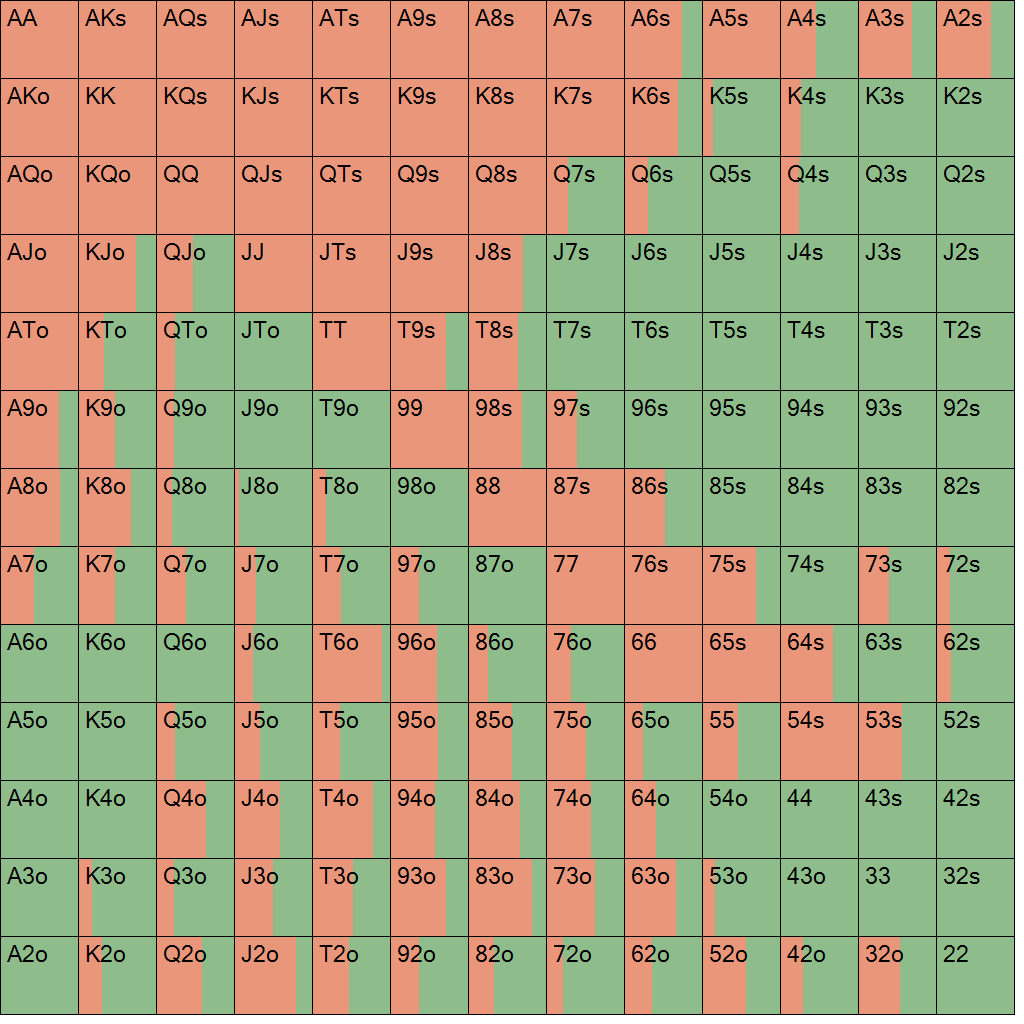 AA AKs AQs AJs ATs A9s A8s A7s A6s A5s A4s A3s A2s
AKo KK KQs KJs KTs K9s K8s K7s K6s K5s K4s K3s K2s
AQo KQo QQ QJs QTs Q9s Q8s Q7s Q6s Q5s Q4s Q3s Q2s
AJo KJo QJo JJ JTs J9s J8s J7s J6s J5s J4s J3s J2s
ATo KTo QTo JTo TT T9s T8s T7s T6s T5s T4s T3s T2s
A9o K9o Q9o J9o T9o 99 98s 97s 96s 95s 94s 93s 92s
A8o K8o Q8o J8o T8o 98o 88 87s 86s 85s 84s 83s 82s
A7o K7o Q7o J7o T7o 97o 87o 77 76s 75s 74s 73s 72s
A6o K6o Q6o J6o T6o 96o 86o 76o 66 65s 64s 63s 62s
A5o K5o Q5o J5o T5o 95o 85o 75o 65o 55 54s 53s 52s
A4o K4o Q4o J4o T4o 94o 84o 74o 64o 54o 44 43s 42s
A3o K3o Q3o J3o T3o 93o 83o 73o 63o 53o 43o 33 32s
A2o K2o Q2o J2o T2o 92o 82o 72o 62o 52o 42o 32o 22